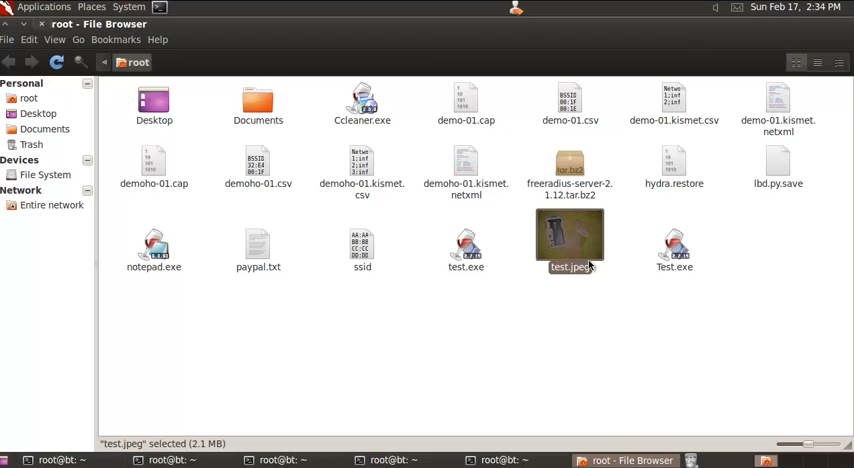 Applications Places System Sun Feb 17, 2:34 PM
root - File Browser
File Edit View Go Bookmarks Help
root
Personal
root
Desktop
Documents
Trash
Devices
File System
Network
Entire network
Desktop
Documents
Ccleaner.exe
demo-01.cap
demo-01.csv
demo-01.kismet.csv
demo-01.kismet.
netxml
demoho-01.cap
demoho-01.csv
demoho-01.kismet.
csv
demoho-01.kismet.
netxml
freeradius-server-2.
1.12.tar.bz2
hydra.restore
lbd.py.save
notepad.exe
paypal.txt
ssid
test.exe
test.jpeg
Test.exe
"test.jpeg" selected (2.1 MB)
root@bt: ~ root@bt: ~ root@bt: ~ root@bt: ~ root@bt: ~ root - File Browser